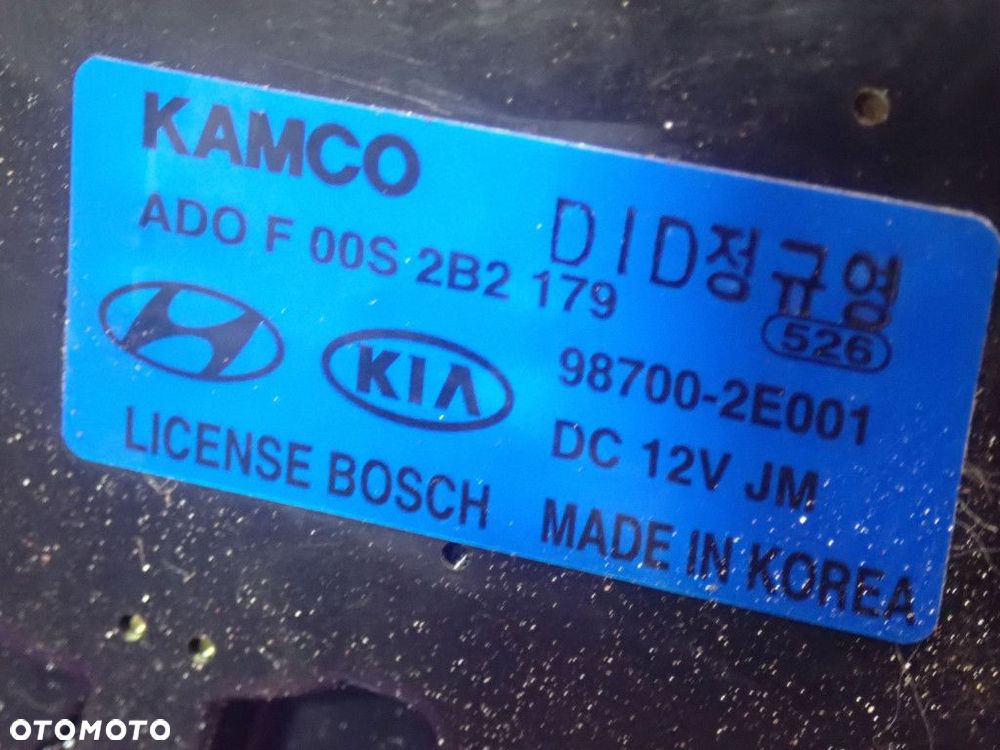 KAMCO
ADO F 00S 2B2 179
DID정규영
526
KIA
98700-2E001
DC 12V JM
LICENSE BOSCH
MADE IN KOREA
OTOMOTO